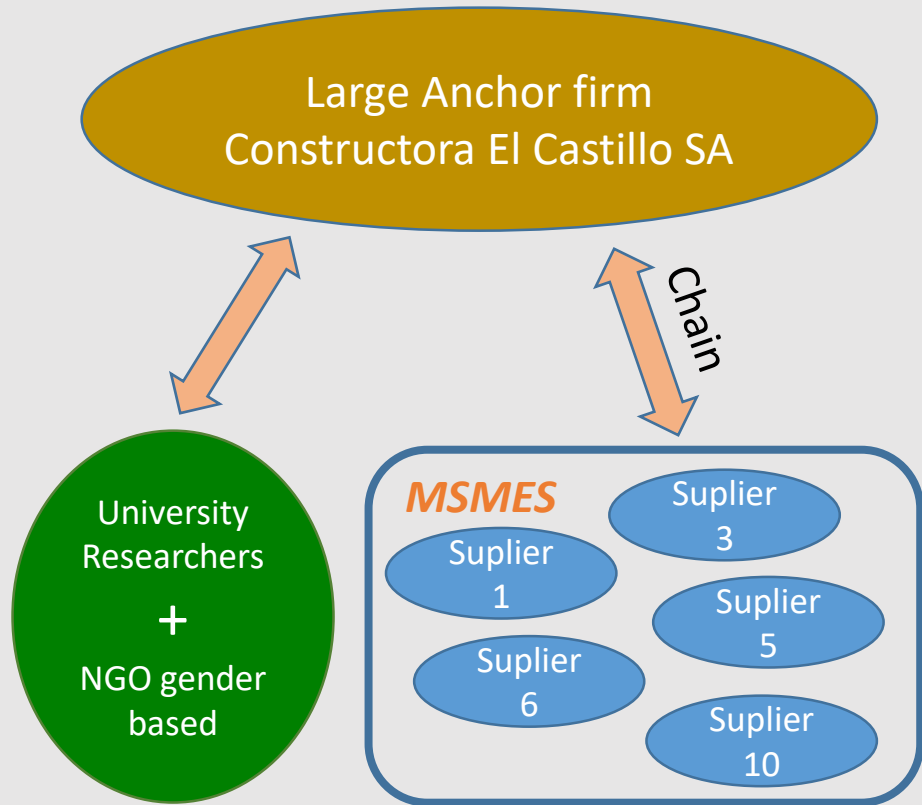 Large Anchor firm
Constructora El Castillo SA
Chain
University
Researchers
+
NGO gender
based
MSMES
Suplier
3
Suplier
1
Suplier
5
Suplier
6
Suplier
10